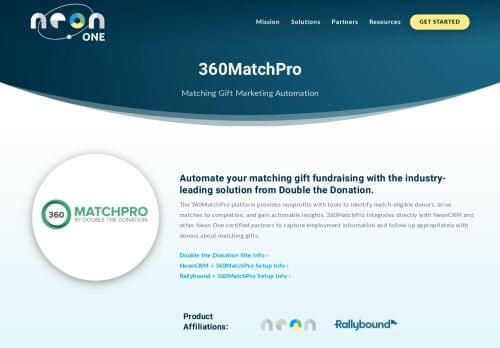 neon ONE
Mission Solutions Partners Resources GET STARTED
360MatchPro
Matching Gift Marketing Automation
360 MATCHPRO
BY DOUBLE THE DONATION
Automate your matching gift fundraising with the industry-
leading solution from Double the Donation.
The 360MatchPro platform provides nonprofits with tools to identify match-eligible donors, drive
matches to completion, and gain actionable insights. 360MatchPro integrates directly with NeonCRM and
other Neon One certified partners to capture employment information and follow up appropriately with
donors about matching gifts.
Double the Donation Site Info ›
NeonCRM + 360MatchPro Setup Info ›
Rallybound + 360MatchPro Setup Info ›
Product
Affiliations:
neon Rallybound